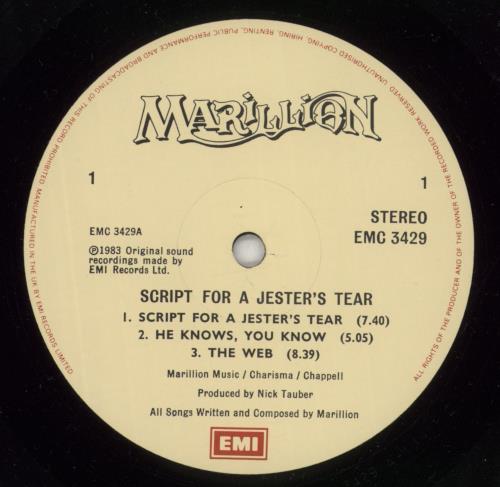 MARILLION
1
1
STEREO
EMC 3429
EMC 3429A
℗1983 Original sound
recordings made by
EMI Records Ltd.
SCRIPT FOR A JESTER'S TEAR
1. SCRIPT FOR A JESTER'S TEAR (7.40)
2. HE KNOWS, YOU KNOW (5.05)
3. THE WEB (8.39)
Marillion Music / Charisma / Chappell
Produced by Nick Tauber
All Songs Written and Composed by Marillion
EMI
ALL RIGHTS OF THE PRODUCER AND OF THE OWNER OF THE RECORDED WORK RESERVED. UNAUTHORISED COPYING, HIRING, RENTING, PUBLIC PERFORMANCE AND BROADCASTING OF THIS RECORD PROHIBITED. MANUFACTURED IN THE UK BY EMI RECORDS LIMITED